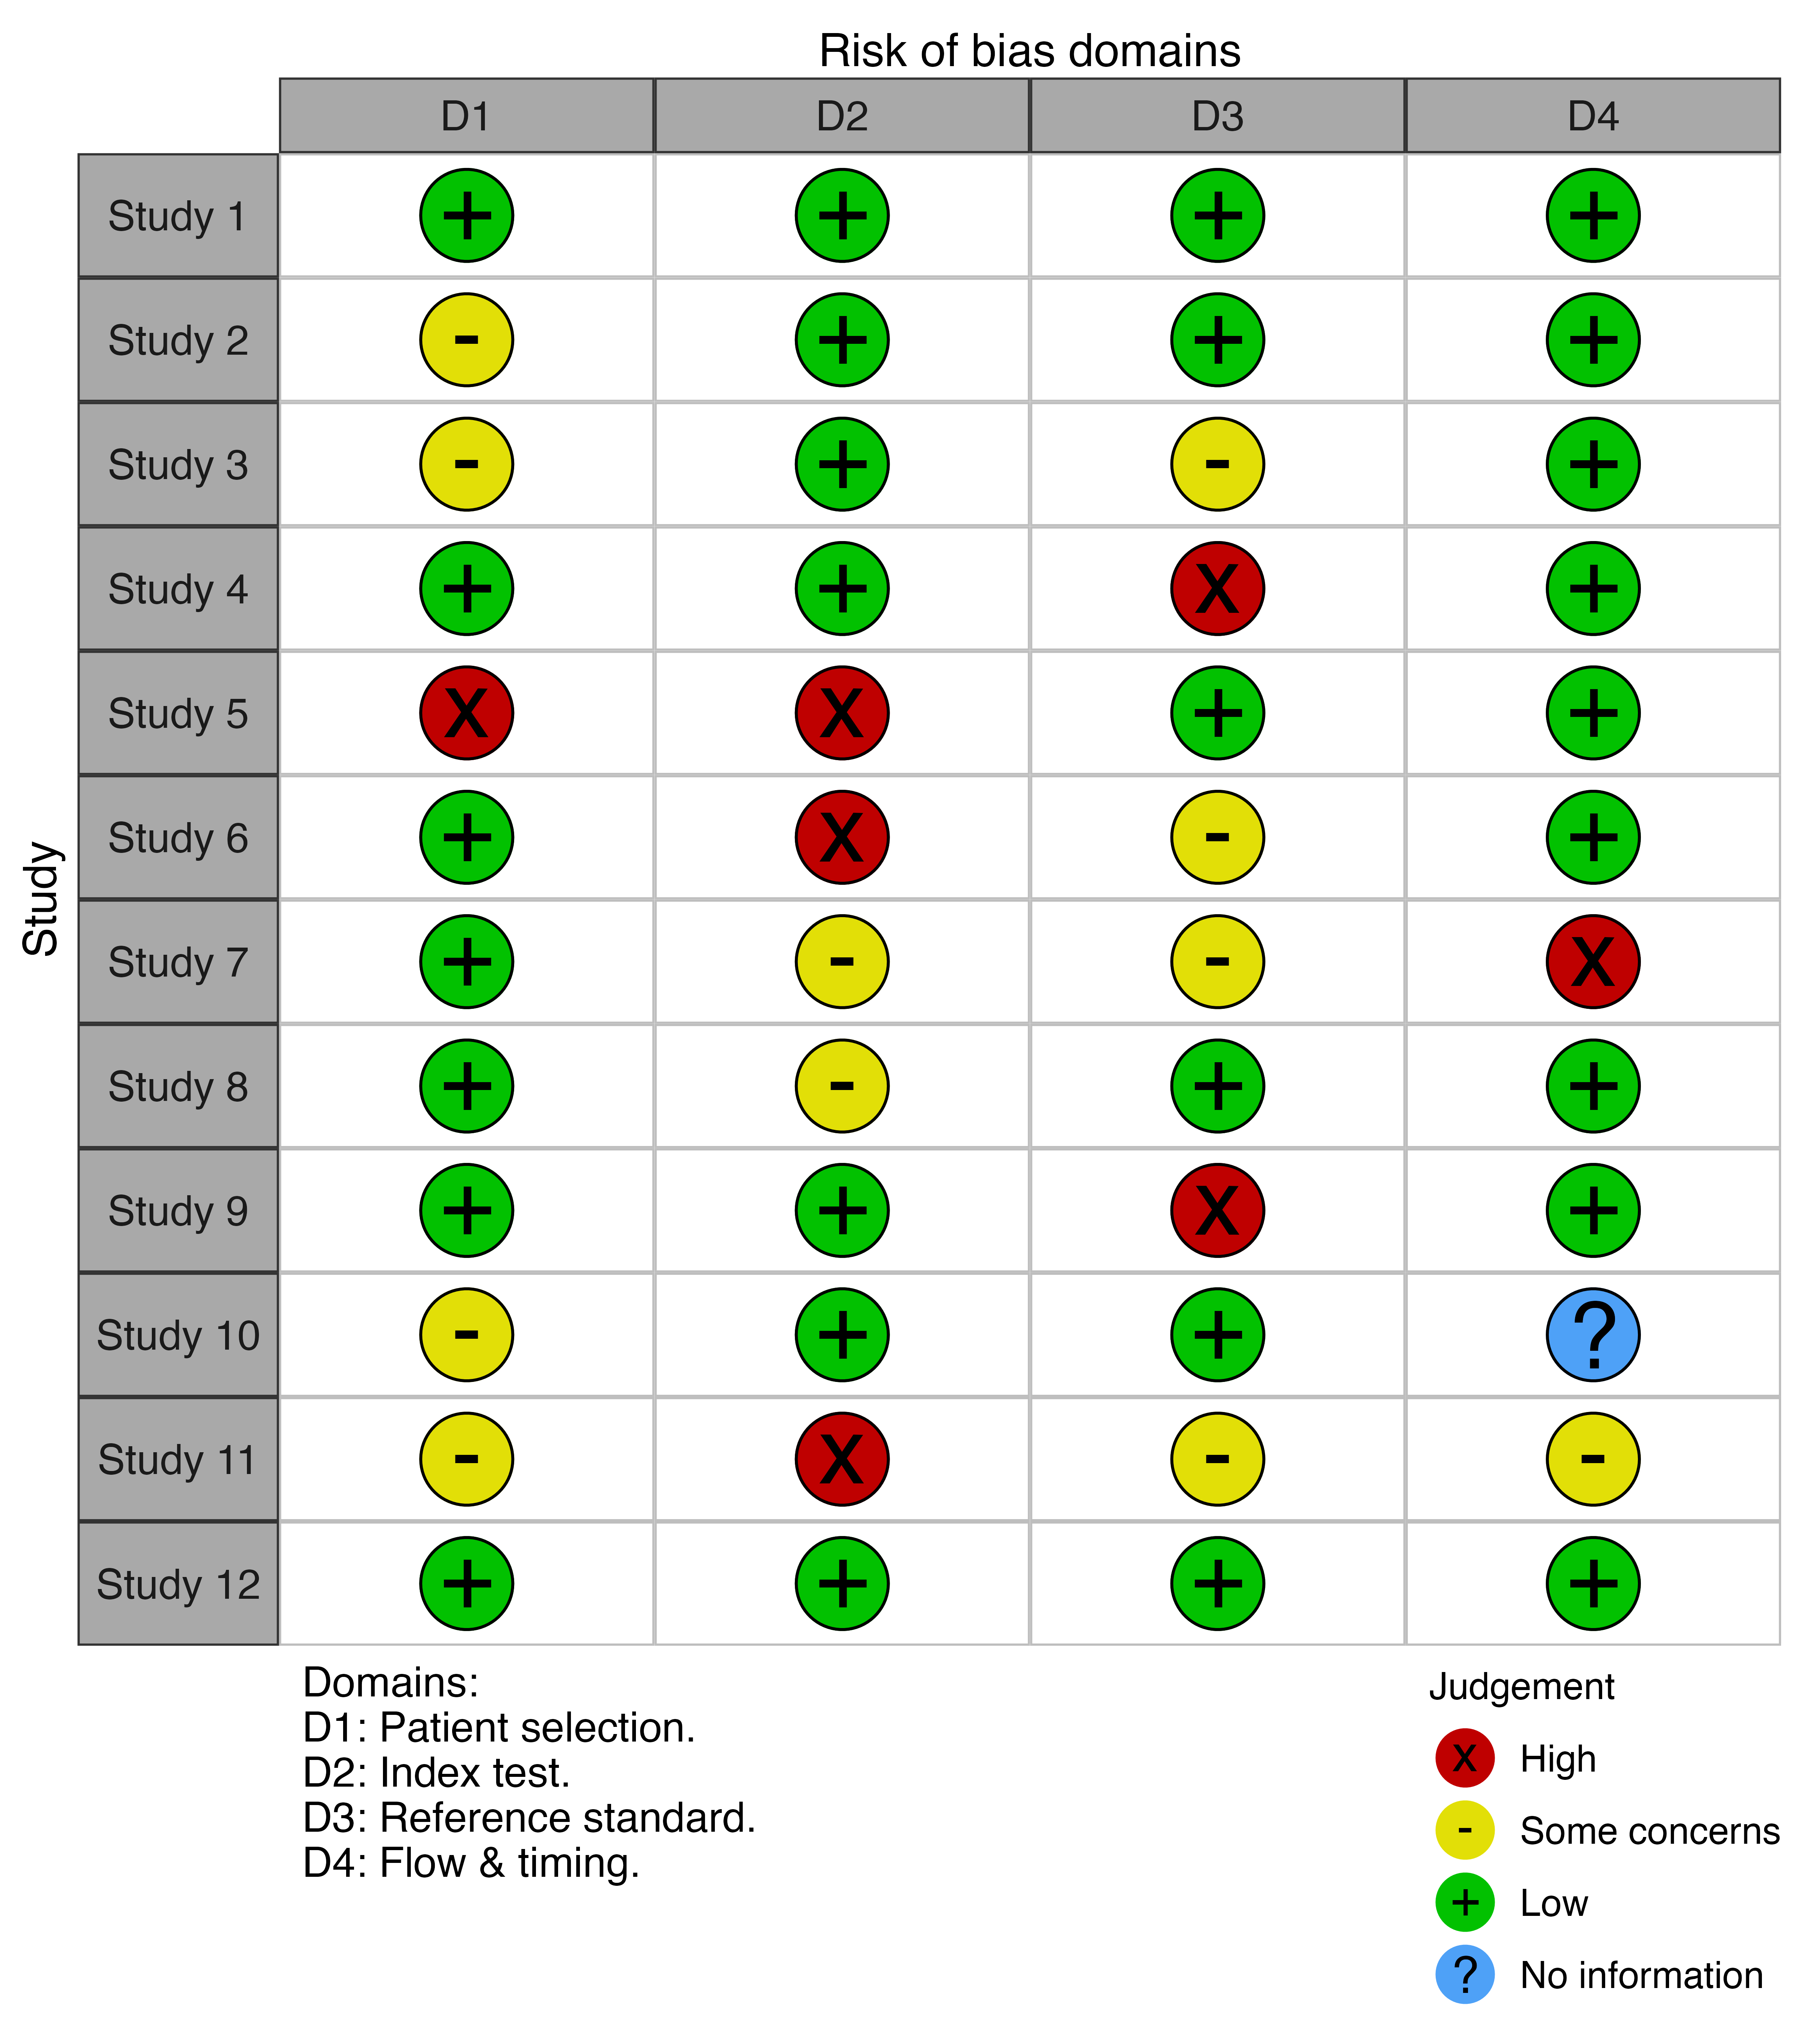 Risk of bias domains
D1 D2 D3 D4
Study 1 + + + +
Study 2 - + + +
Study 3 - + - +
Study 4 + + X +
Study 5 X X + +
Study 6 + X - +
Study 7 + - - X
Study 8 + - + +
Study 9 + + X +
Study 10 - + + ?
Study 11 - X - -
Study 12 + + + +
Study
Domains:
D1: Patient selection.
D2: Index test.
D3: Reference standard.
D4: Flow & timing.
Judgement
X High
- Some concerns
+ Low
? No information